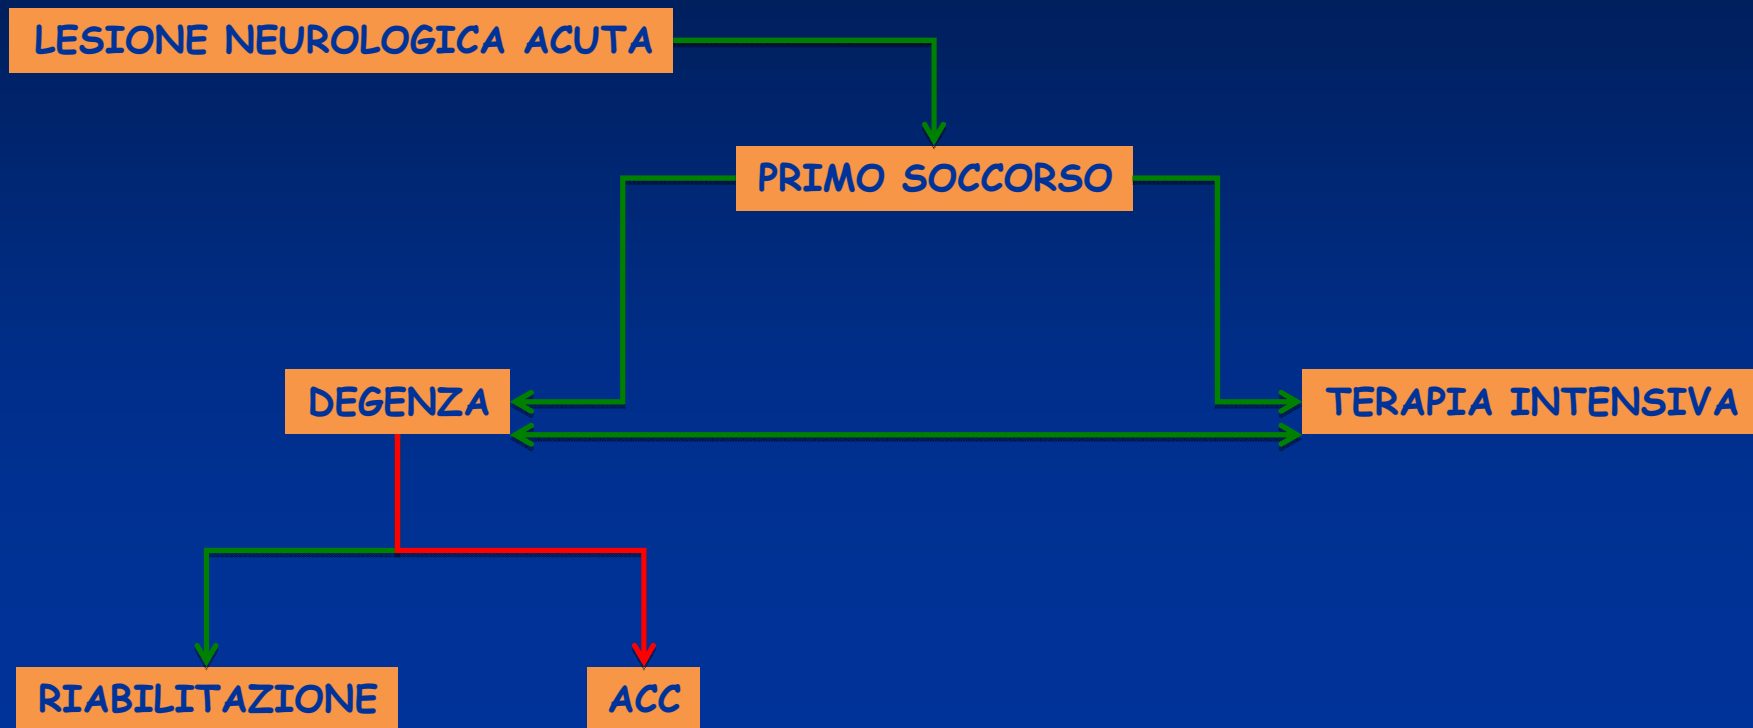 LESIONE NEUROLOGICA ACUTA
PRIMO SOCCORSO
DEGENZA
TERAPIA INTENSIVA
RIABILITAZIONE
ACC